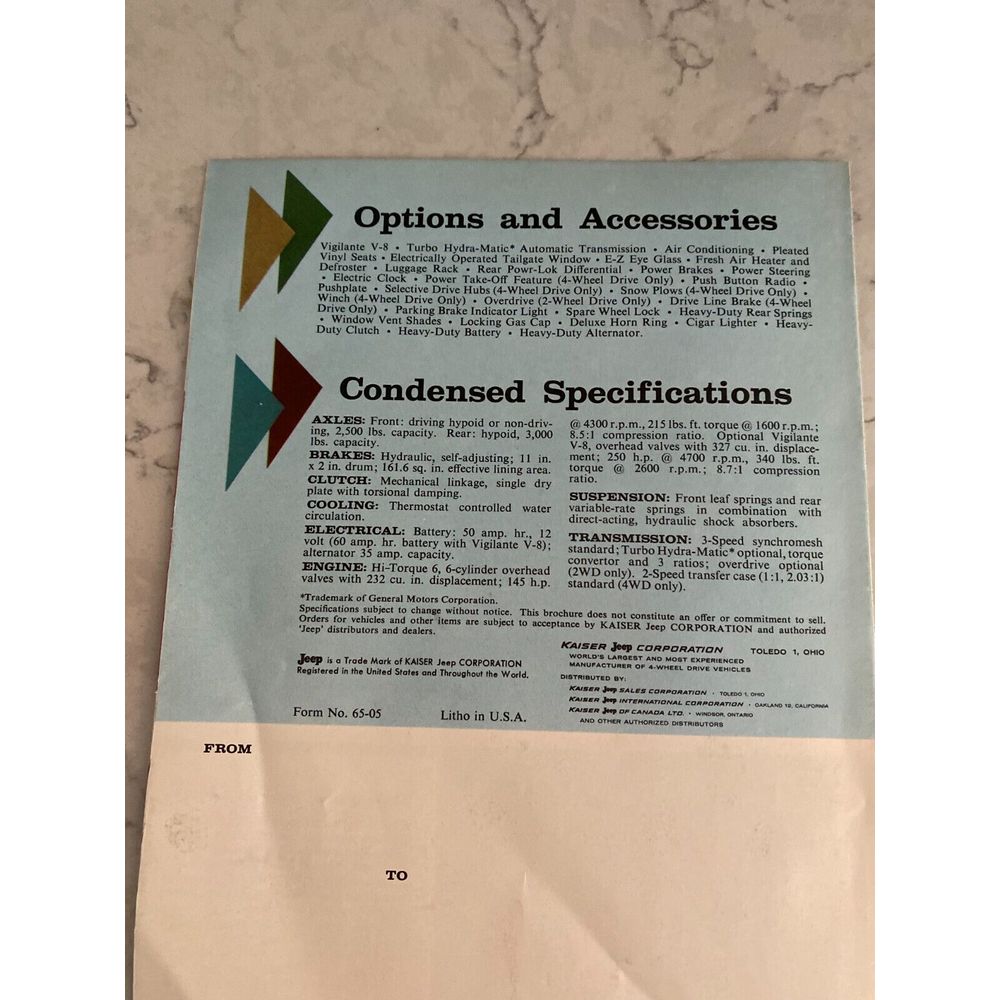 Options and Accessories
Vigilante V-8 • Turbo Hydra-Matic* Automatic Transmission • Air Conditioning • Pleated
Vinyl Seats • Electrically Operated Tailgate Window • E-Z Eye Glass • Fresh Air Heater and
Defroster • Luggage Rack • Rear Powr-Lok Differential • Power Brakes • Power Steering
• Electric Clock • Power Take-Off Feature (4-Wheel Drive Only) • Push Button Radio •
Pushplate • Selective Drive Hubs (4-Wheel Drive Only) • Snow Plows (4-Wheel Drive Only) •
Winch (4-Wheel Drive Only) • Overdrive (2-Wheel Drive Only) • Drive Line Brake (4-Wheel
Drive Only) • Parking Brake Indicator Light • Spare Wheel Lock • Heavy-Duty Rear Springs
• Window Vent Shades • Locking Gas Cap • Deluxe Horn Ring • Cigar Lighter • Heavy-
Duty Clutch • Heavy-Duty Battery • Heavy-Duty Alternator.
Condensed Specifications
AXLES: Front: driving hypoid or non-driv-
ing, 2,500 lbs. capacity. Rear: hypoid, 3,000
lbs. capacity.
BRAKES: Hydraulic, self-adjusting; 11 in.
x 2 in. drum; 161.6 sq. in. effective lining area.
CLUTCH: Mechanical linkage, single dry
plate with torsional damping.
COOLING: Thermostat controlled water
circulation.
ELECTRICAL: Battery: 50 amp. hr., 12
volt (60 amp. hr. battery with Vigilante V-8);
alternator 35 amp. capacity.
ENGINE: Hi-Torque 6, 6-cylinder overhead
valves with 232 cu. in. displacement; 145 h.p.
@ 4300 r.p.m., 215 lbs. ft. torque @ 1600 r.p.m.;
8.5:1 compression ratio. Optional Vigilante
V-8, overhead valves with 327 cu. in. displace-
ment; 250 h.p. @ 4700 r.p.m., 340 lbs. ft.
torque @ 2600 r.p.m.; 8.7:1 compression
ratio.
SUSPENSION: Front leaf springs and rear
variable-rate springs in combination with
direct-acting, hydraulic shock absorbers.
TRANSMISSION: 3-Speed synchromesh
standard; Turbo Hydra-Matic* optional, torque
convertor and 3 ratios; overdrive optional
(2WD only). 2-Speed transfer case (1:1, 2.03:1)
standard (4WD only).
*Trademark of General Motors Corporation.
Specifications subject to change without notice. This brochure does not constitute an offer or commitment to sell.
Orders for vehicles and other items are subject to acceptance by KAISER Jeep CORPORATION and authorized
'Jeep' distributors and dealers.
Jeep is a Trade Mark of KAISER Jeep CORPORATION
Registered in the United States and Throughout the World.
Form No. 65-05 Litho in U.S.A.
KAISER Jeep CORPORATION TOLEDO 1, OHIO
WORLD'S LARGEST AND MOST EXPERIENCED
MANUFACTURER OF 4-WHEEL DRIVE VEHICLES
DISTRIBUTED BY:
KAISER Jeep SALES CORPORATION • TOLEDO 1, OHIO
KAISER Jeep INTERNATIONAL CORPORATION • OAKLAND 12, CALIFORNIA
KAISER Jeep OF CANADA LTD. • WINDSOR, ONTARIO
AND OTHER AUTHORIZED DISTRIBUTORS
FROM
TO